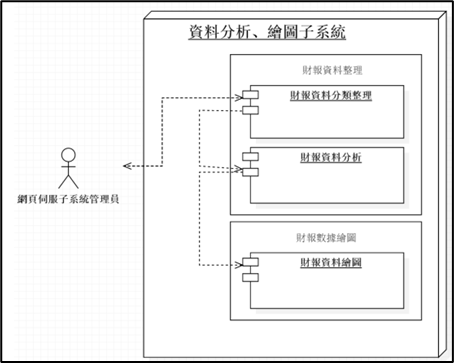 資料分析、繪圖子系統
財報資料整理
財報資料分類整理
財報資料分析
網頁伺服子系統管理員
財報數據繪圖
財報資料繪圖